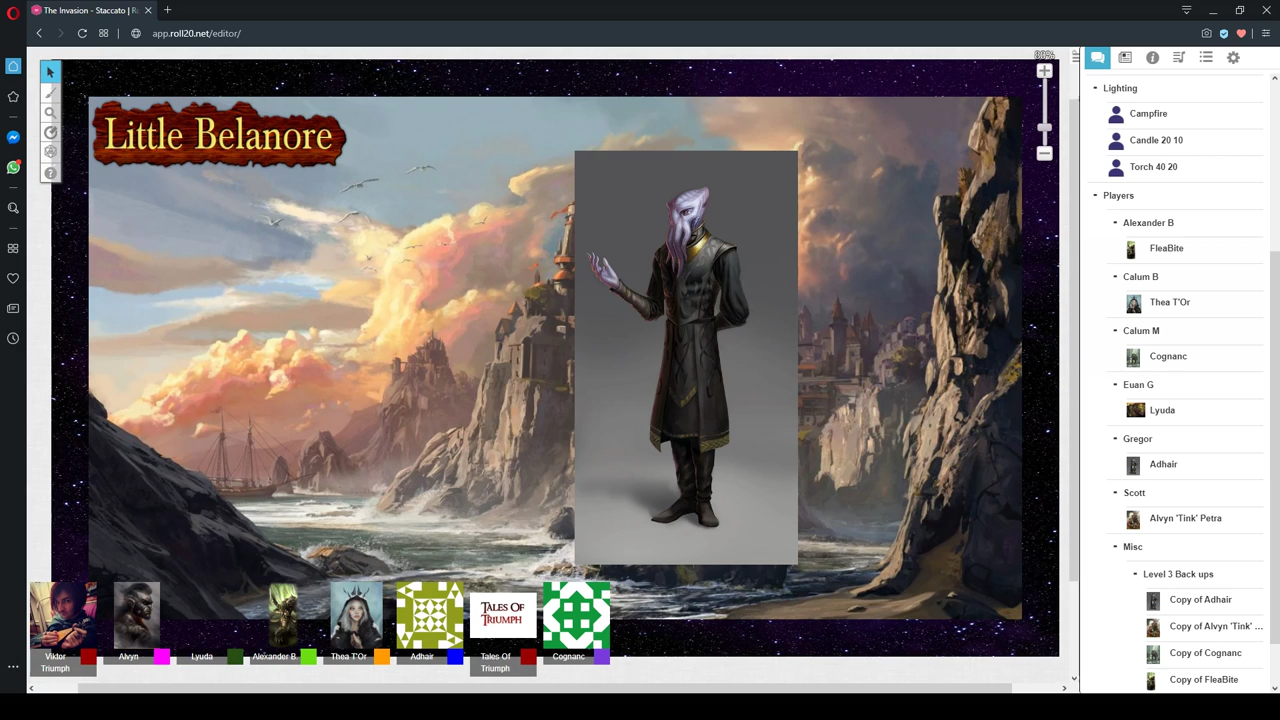 The Invasion - Staccato | Ro
app.roll20.net/editor/
Little Belanore
Lighting
Campfire
Candle 20 10
Torch 40 20
Players
Alexander B
FleaBite
Calum B
Thea T'Or
Calum M
Cognanc
Euan G
Lyuda
Gregor
Adhair
Scott
Alvyn 'Tink' Petra
Misc
Level 3 Back ups
Copy of Adhair
Copy of Alvyn 'Tink' ...
Copy of Cognanc
Copy of FleaBite
TALES OF
TRIUMPH
Viktor
Triumph
Alvyn
Lyuda
Alexander B.
Thea T'Or
Adhair
Tales Of
Triumph
Cognanc